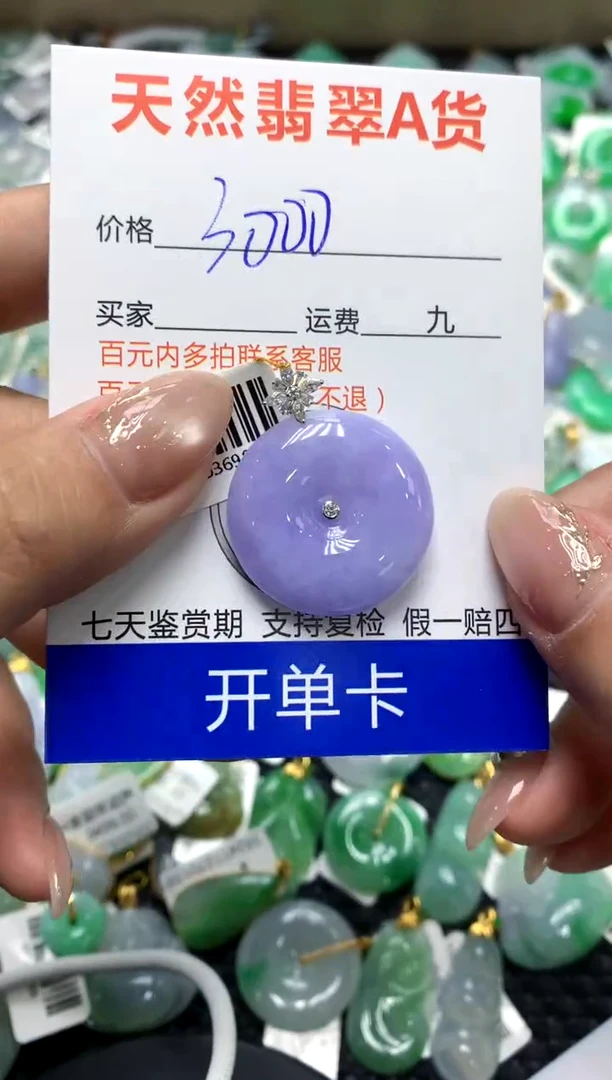 天然翡翠A货
价格 5000
买家 运费 九
百元内多拍联系客服
百 不退）
七天鉴赏期 支持复检 假一赔四
开单卡